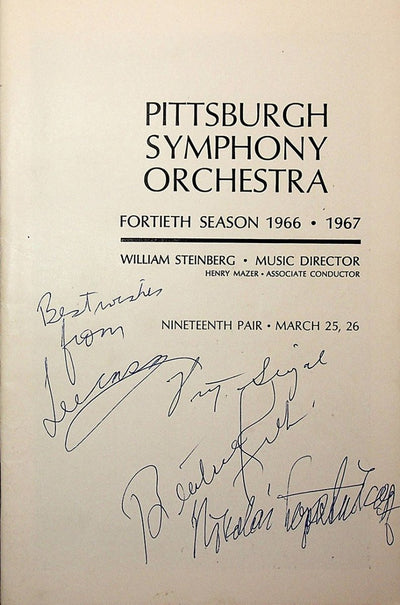 PITTSBURGH
SYMPHONY
ORCHESTRA
FORTIETH SEASON 1966 • 1967
WILLIAM STEINBERG • MUSIC DIRECTOR
HENRY MAZER • ASSOCIATE CONDUCTOR
NINETEENTH PAIR • MARCH 25, 26
Best wishes
from
Nikolai